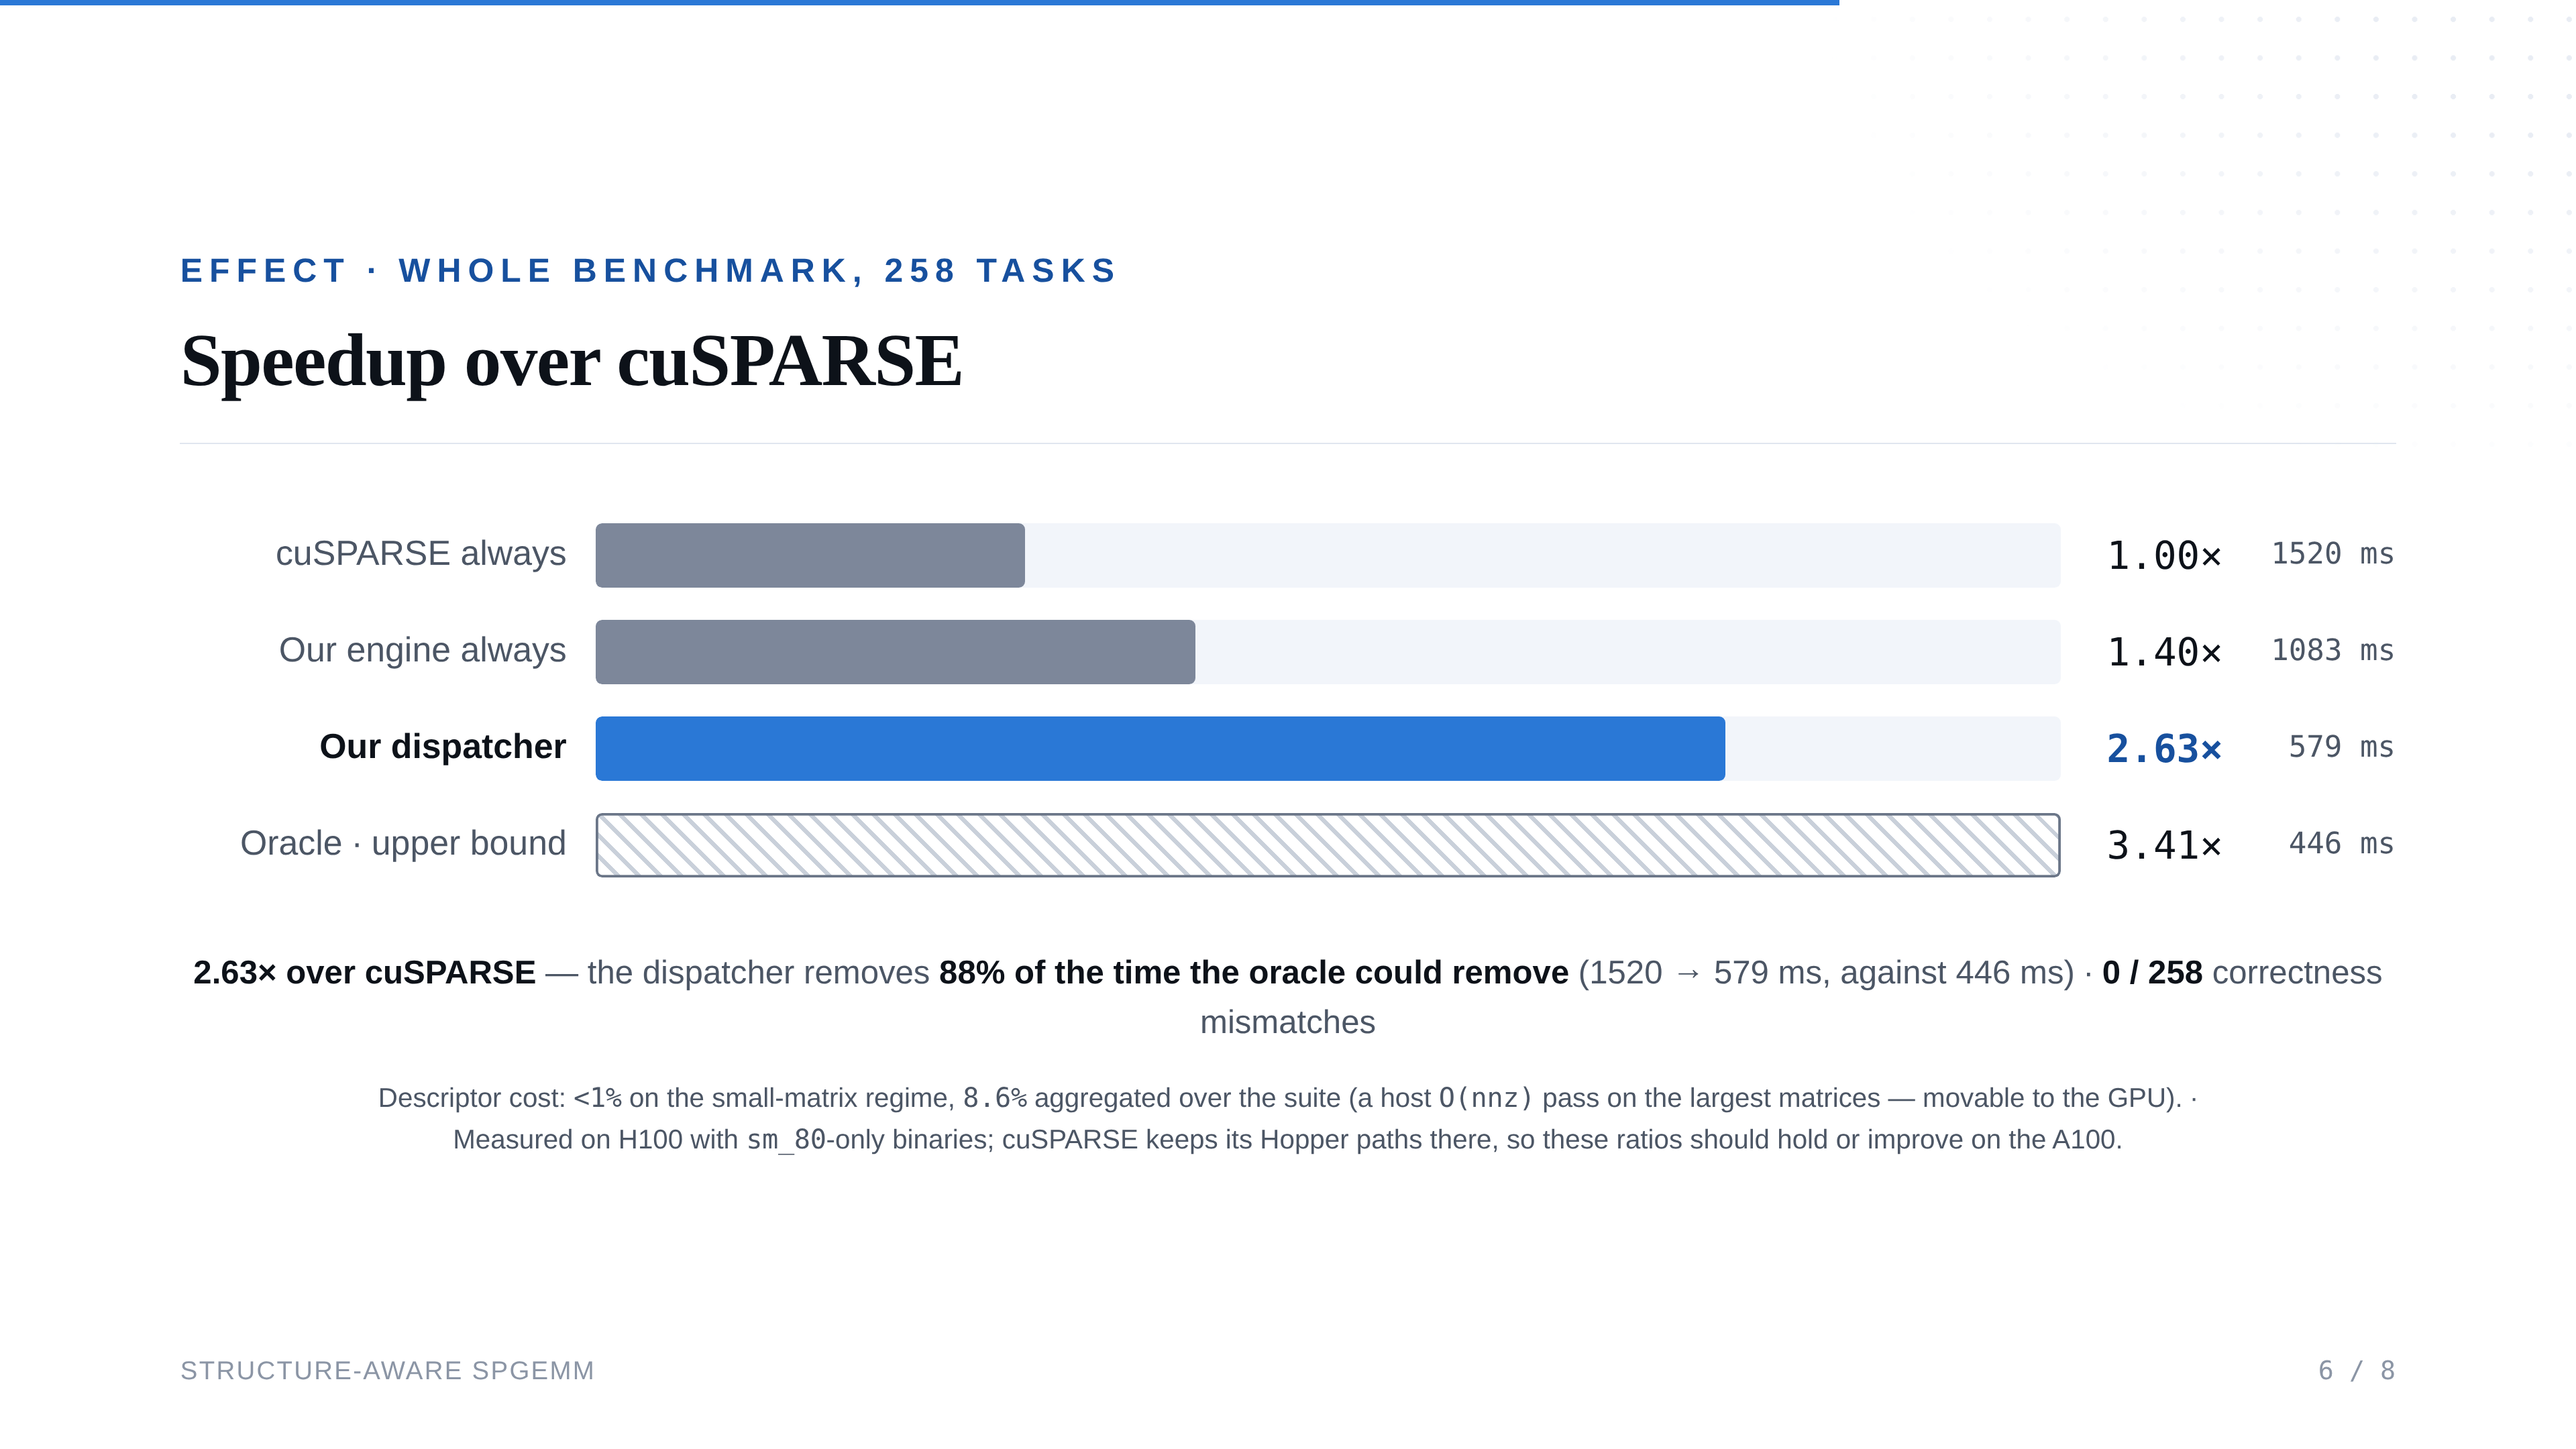 EFFECT · WHOLE BENCHMARK, 258 TASKS
Speedup over cuSPARSE
cuSPARSE always 1.00× 1520 ms
Our engine always 1.40× 1083 ms
Our dispatcher 2.63× 579 ms
Oracle · upper bound 3.41× 446 ms
2.63× over cuSPARSE — the dispatcher removes 88% of the time the oracle could remove (1520 → 579 ms, against 446 ms) · 0 / 258 correctness
mismatches
Descriptor cost: <1% on the small-matrix regime, 8.6% aggregated over the suite (a host O(nnz) pass on the largest matrices — movable to the GPU). ·
Measured on H100 with sm_80-only binaries; cuSPARSE keeps its Hopper paths there, so these ratios should hold or improve on the A100.
STRUCTURE-AWARE SPGEMM
6 / 8